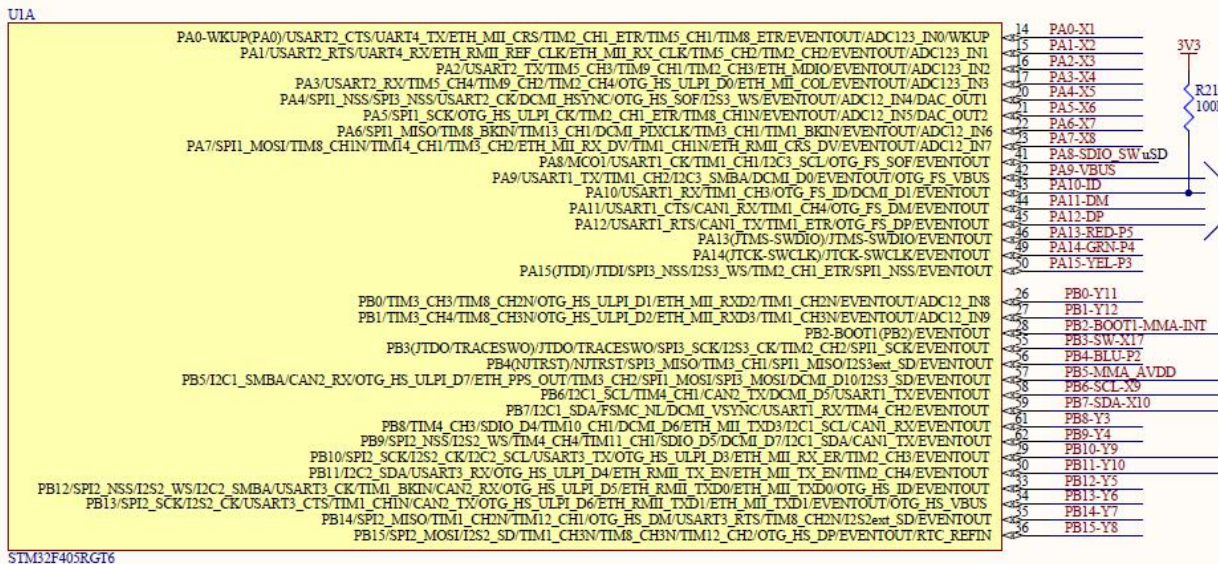 U1A
PA0-WKUP(PA0)/USART2_CTS/UART4_TX/ETH_MII_CRS/TIM2_CH1_ETR/TIM5_CH1/TIM8_ETR/EVENTOUT/ADC123_IN0/WKUP 14 PA0-X1
PA1/USART2_RTS/UART4_RX/ETH_RMII_REF_CLK/ETH_MII_RX_CLK/TIM5_CH2/TIM2_CH2/EVENTOUT/ADC123_IN1 15 PA1-X2
3V3
PA2/USART2_TX/TIM5_CH3/TIM9_CH1/TIM2_CH3/ETH_MDIO/EVENTOUT/ADC123_IN2 16 PA2-X3
PA3/USART2_RX/TIM5_CH4/TIM9_CH2/TIM2_CH4/OTG_HS_ULPI_D0/ETH_MII_COL/EVENTOUT/ADC123_IN3 17 PA3-X4
PA4/SPI1_NSS/SPI3_NSS/USART2_CK/DCMI_HSYNC/OTG_HS_SOF/I2S3_WS/EVENTOUT/ADC12_IN4/DAC_OUT1 20 PA4-X5
R21
PA5/SPI1_SCK/OTG_HS_ULPI_CK/TIM2_CH1_ETR/TIM8_CH1N/EVENTOUT/ADC12_IN5/DAC_OUT2 21 PA5-X6
PA6/SPI1_MISO/TIM8_BKIN/TIM13_CH1/DCMI_PIXCLK/TIM3_CH1/TIM1_BKIN/EVENTOUT/ADC12_IN6 22 PA6-X7
PA7/SPI1_MOSI/TIM8_CH1N/TIM14_CH1/TIM3_CH2/ETH_MII_RX_DV/TIM1_CH1N/ETH_RMII_CRS_DV/EVENTOUT/ADC12_IN7 23 PA7-X8
PA8/MCO1/USART1_CK/TIM1_CH1/I2C3_SCL/OTG_FS_SOF/EVENTOUT 41 PA8-SDIO_SWuSD
PA9/USART1_TX/TIM1_CH2/I2C3_SMBA/DCMI_D0/EVENTOUT/OTG_FS_VBUS 42 PA9-VBUS
PA10/USART1_RX/TIM1_CH3/OTG_FS_ID/DCMI_D1/EVENTOUT 43 PA10-ID
PA11/USART1_CTS/CAN1_RX/TIM1_CH4/OTG_FS_DM/EVENTOUT 44 PA11-DM
PA12/USART1_RTS/CAN1_TX/TIM1_ETR/OTG_FS_DP/EVENTOUT 45 PA12-DP
PA13(JTMS-SWDIO)/JTMS-SWDIO/EVENTOUT 46 PA13-RED-P5
PA14(JTCK-SWCLK)/JTCK-SWCLK/EVENTOUT 49 PA14-GRN-P4
PA15(JTDI)/JTDI/SPI3_NSS/I2S3_WS/TIM2_CH1_ETR/SPI1_NSS/EVENTOUT 50 PA15-YEL-P3
PB0/TIM3_CH3/TIM8_CH2N/OTG_HS_ULPI_D1/ETH_MII_RXD2/TIM1_CH2N/EVENTOUT/ADC12_IN8 26 PB0-Y11
PB1/TIM3_CH4/TIM8_CH3N/OTG_HS_ULPI_D2/ETH_MII_RXD3/TIM1_CH3N/EVENTOUT/ADC12_IN9 27 PB1-Y12
PB2-BOOT1(PB2)/EVENTOUT 28 PB2-BOOT1-MMA-INT
PB3(JTDO/TRACESWO)/JTDO/TRACESWO/SPI3_SCK/I2S3_CK/TIM2_CH2/SPI1_SCK/EVENTOUT 55 PB3-SW-X17
PB4(NJTRST)/NJTRST/SPI3_MISO/TIM3_CH1/SPI1_MISO/I2S3ext_SD/EVENTOUT 56 PB4-BLU-P2
PB5/I2C1_SMBA/CAN2_RX/OTG_HS_ULPI_D7/ETH_PPS_OUT/TIM3_CH2/SPI1_MOSI/SPI3_MOSI/DCMI_D10/I2S3_SD/EVENTOUT 57 PB5-MMA_AVDD
PB6/I2C1_SCL/TIM4_CH1/CAN2_TX/DCMI_D5/USART1_TX/EVENTOUT 58 PB6-SCL-X9
PB7/I2C1_SDA/FSMC_NL/DCMI_VSYNC/USART1_RX/TIM4_CH2/EVENTOUT 59 PB7-SDA-X10
PB8/TIM4_CH3/SDIO_D4/TIM10_CH1/DCMI_D6/ETH_MII_TXD3/I2C1_SCL/CAN1_RX/EVENTOUT 61 PB8-Y3
PB9/SPI2_NSS/I2S2_WS/TIM4_CH4/TIM11_CH1/SDIO_D5/DCMI_D7/I2C1_SDA/CAN1_TX/EVENTOUT 62 PB9-Y4
PB10/SPI2_SCK/I2S2_CK/I2C2_SCL/USART3_TX/OTG_HS_ULPI_D3/ETH_MII_RX_ER/TIM2_CH3/EVENTOUT 29 PB10-Y9
PB11/I2C2_SDA/USART3_RX/OTG_HS_ULPI_D4/ETH_RMII_TX_EN/ETH_MII_TX_EN/TIM2_CH4/EVENTOUT 30 PB11-Y10
PB12/SPI2_NSS/I2S2_WS/I2C2_SMBA/USART3_CK/TIM1_BKIN/CAN2_RX/OTG_HS_ULPI_D5/ETH_RMII_TXD0/ETH_MII_TXD0/OTG_HS_ID/EVENTOUT 33 PB12-Y5
PB13/SPI2_SCK/I2S2_CK/USART3_CTS/TIM1_CH1N/CAN2_TX/OTG_HS_ULPI_D6/ETH_RMII_TXD1/ETH_MII_TXD1/EVENTOUT/OTG_HS_VBUS 34 PB13-Y6
PB14/SPI2_MISO/TIM1_CH2N/TIM12_CH1/OTG_HS_DM/USART3_RTS/TIM8_CH2N/I2S2ext_SD/EVENTOUT 35 PB14-Y7
PB15/SPI2_MOSI/I2S2_SD/TIM1_CH3N/TIM8_CH3N/TIM12_CH2/OTG_HS_DP/EVENTOUT/RTC_REFIN 36 PB15-Y8
STM32F405RGT6